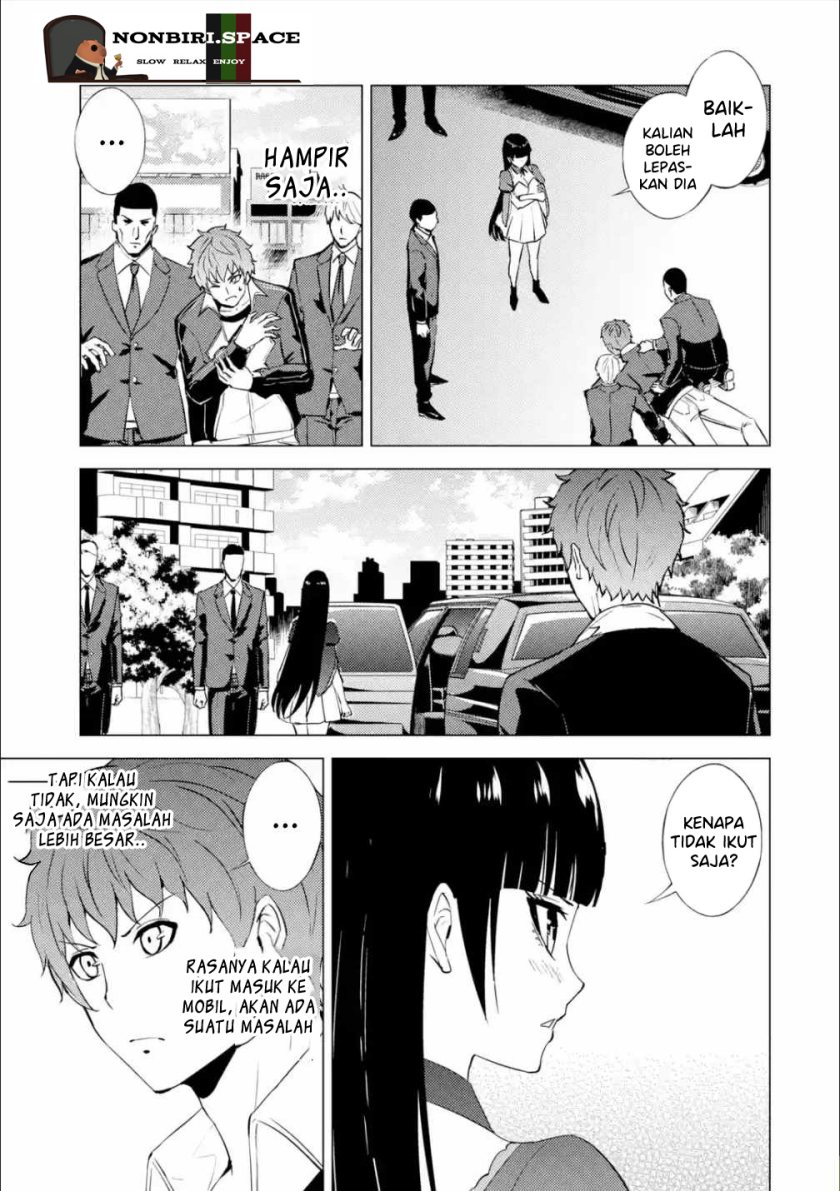 NONBIRI.SPACE
SLOW RELAX ENJOY
BAIK-
LAH
KALIAN
BOLEH
LEPAS-
KAN DIA
HAMPIR
SAJA..
...
KENAPA
TIDAK IKUT
SAJA?
...
RASANYA KALAU
IKUT MASUK KE
MOBIL, AKAN ADA
SUATU MASALAH
——TAPI KALAU
TIDAK, MUNGKIN
SAJA ADA MASALAH
LEBIH BESAR..